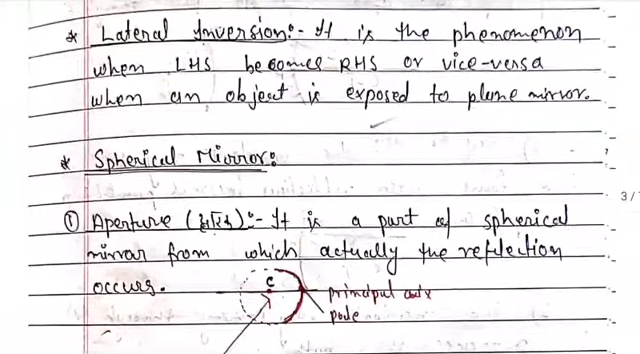 * Lateral Inversion:- It is the phenomenon
when LHS becomes RHS or vice-versa
when an object is exposed to plane mirror.
* Spherical Mirror:
① Aperture ( ):- It is a part of spherical
mirror from which actually the reflection
occurs.
C
principal axis
pole
3/